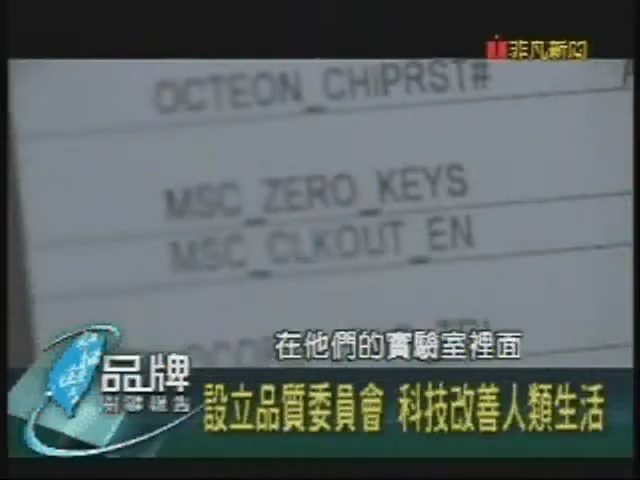 非凡新聞
OCTEON_CHIPRST#
MSC_ZERO_KEYS
MSC_CLKOUT_EN
在他們的實驗室裡面
品牌
設立品質委員會 科技改善人類生活